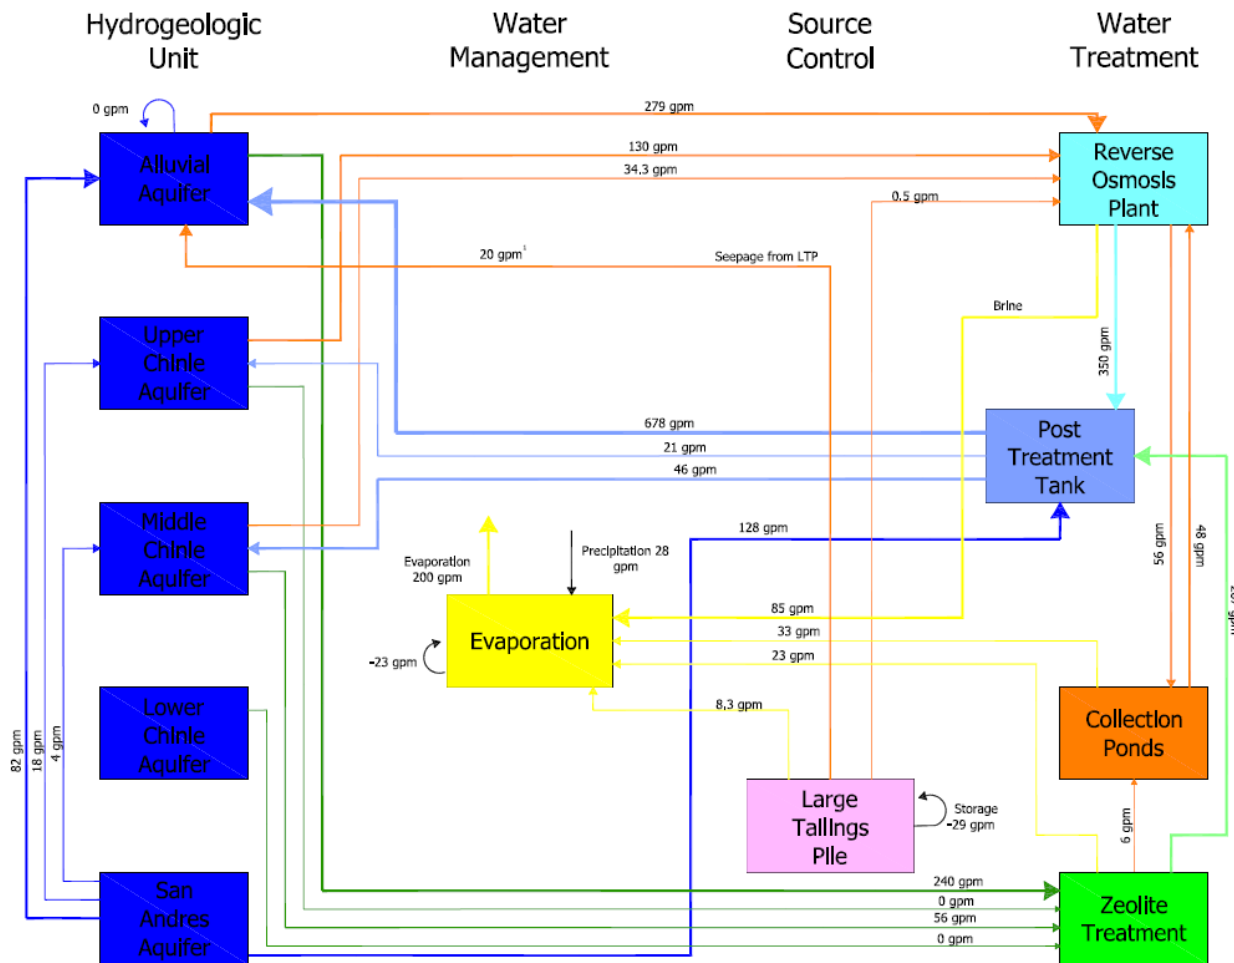 Hydrogeologic
Unit
Water
Management
Source
Control
Water
Treatment
0 gpm
279 gpm
Alluvial
Aquifer
130 gpm
34.3 gpm
0.5 gpm
Reverse
Osmosis
Plant
20 gpm¹
Seepage from LTP
Brine
350 gpm
Upper
Chinle
Aquifer
678 gpm
21 gpm
46 gpm
Post
Treatment
Tank
Middle
Chinle
Aquifer
128 gpm
56 gpm
48 gpm
gpm
Evaporation
200 gpm
Precipitation 28
gpm
Evaporation
-23 gpm
85 gpm
33 gpm
23 gpm
8.3 gpm
Lower
Chinle
Aquifer
82 gpm
18 gpm
4 gpm
Collection
Ponds
Large
Tailings
Pile
Storage
-29 gpm
6 gpm
San
Andres
Aquifer
240 gpm
0 gpm
56 gpm
0 gpm
Zeolite
Treatment